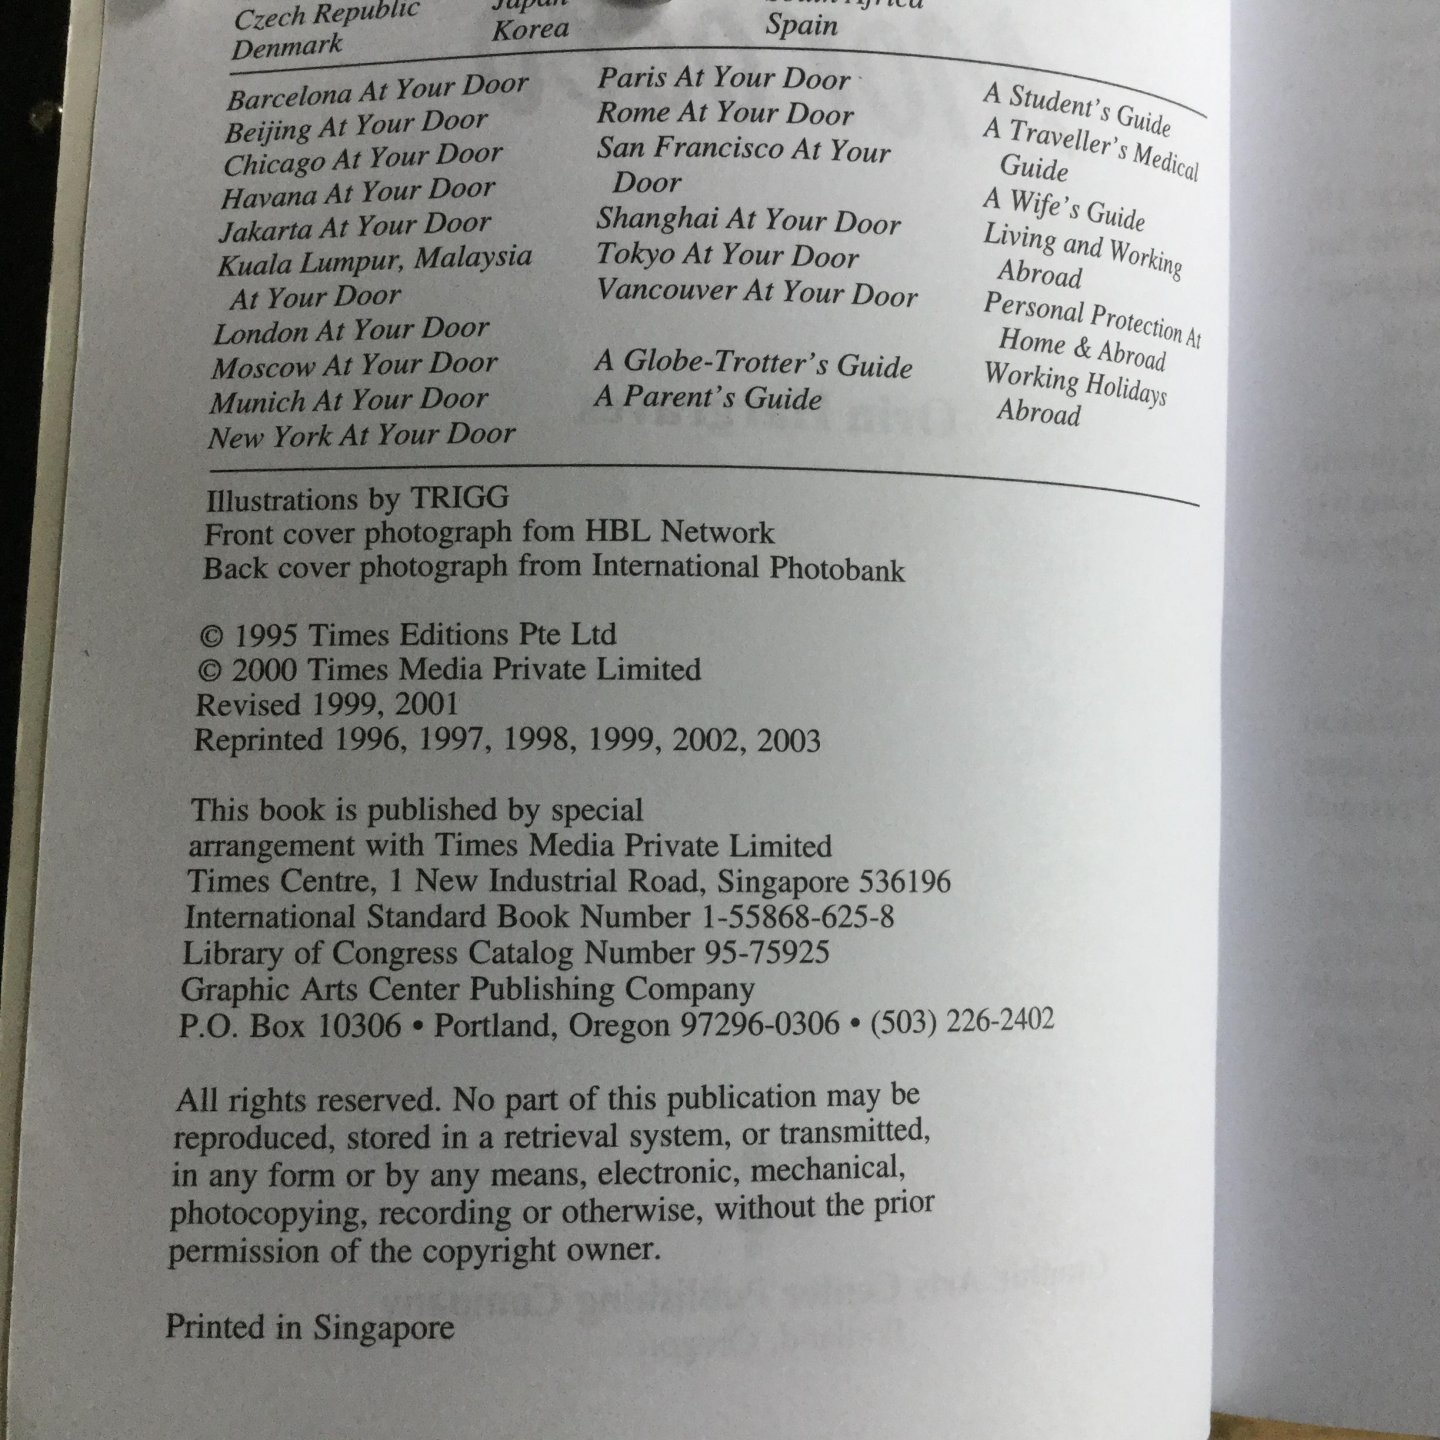 Czech Republic
Denmark
Japan
Korea
South Africa
Spain
Barcelona At Your Door
Beijing At Your Door
Chicago At Your Door
Havana At Your Door
Jakarta At Your Door
Kuala Lumpur, Malaysia
At Your Door
London At Your Door
Moscow At Your Door
Munich At Your Door
New York At Your Door
Paris At Your Door
Rome At Your Door
San Francisco At Your
Door
Shanghai At Your Door
Tokyo At Your Door
Vancouver At Your Door
A Globe-Trotter's Guide
A Parent's Guide
A Student's Guide
A Traveller's Medical
Guide
A Wife's Guide
Living and Working
Abroad
Personal Protection At
Home & Abroad
Working Holidays
Abroad
Illustrations by TRIGG
Front cover photograph fom HBL Network
Back cover photograph from International Photobank
© 1995 Times Editions Pte Ltd
© 2000 Times Media Private Limited
Revised 1999, 2001
Reprinted 1996, 1997, 1998, 1999, 2002, 2003
This book is published by special
arrangement with Times Media Private Limited
Times Centre, 1 New Industrial Road, Singapore 536196
International Standard Book Number 1-55868-625-8
Library of Congress Catalog Number 95-75925
Graphic Arts Center Publishing Company
P.O. Box 10306 • Portland, Oregon 97296-0306 • (503) 226-2402
All rights reserved. No part of this publication may be
reproduced, stored in a retrieval system, or transmitted,
in any form or by any means, electronic, mechanical,
photocopying, recording or otherwise, without the prior
permission of the copyright owner.
Printed in Singapore